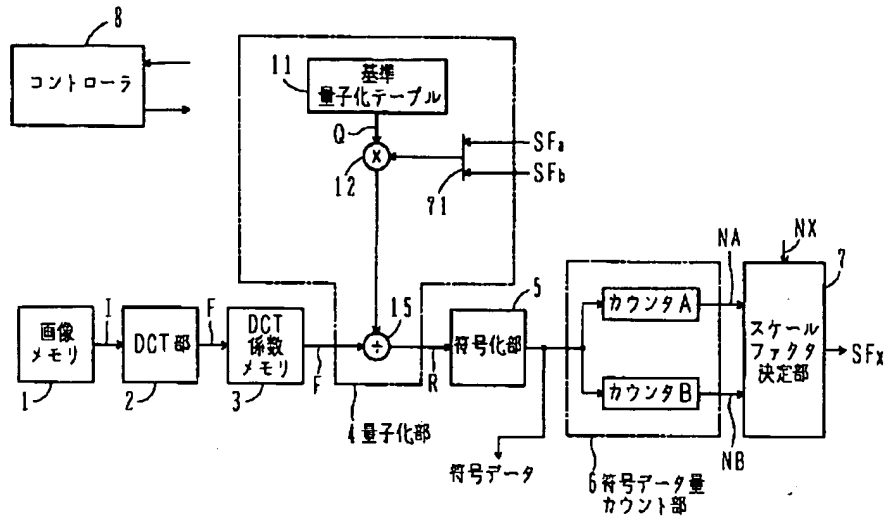 8
コントローラ
11
基準
量子化テーブル
Q
×
12
SFa
SFb
91
NX
NA
7
5
カウンタA
スケール
ファクタ
決定部
SFx
カウンタB
NB
画像
メモリ
1
I
DCT部
2
F
DCT
係数
メモリ
3
F
15
÷
R
符号化部
4量子化部
符号データ
6符号データ量
カウント部